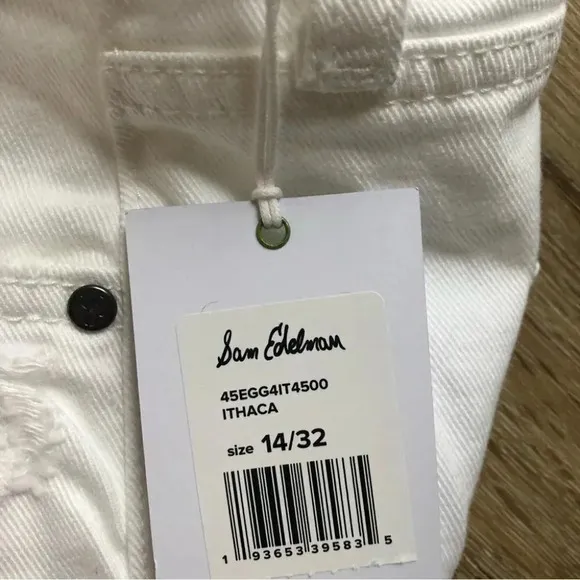 Sam Edelman
45EGG4IT4500
ITHACA
size 14/32
1 93653 39583 5